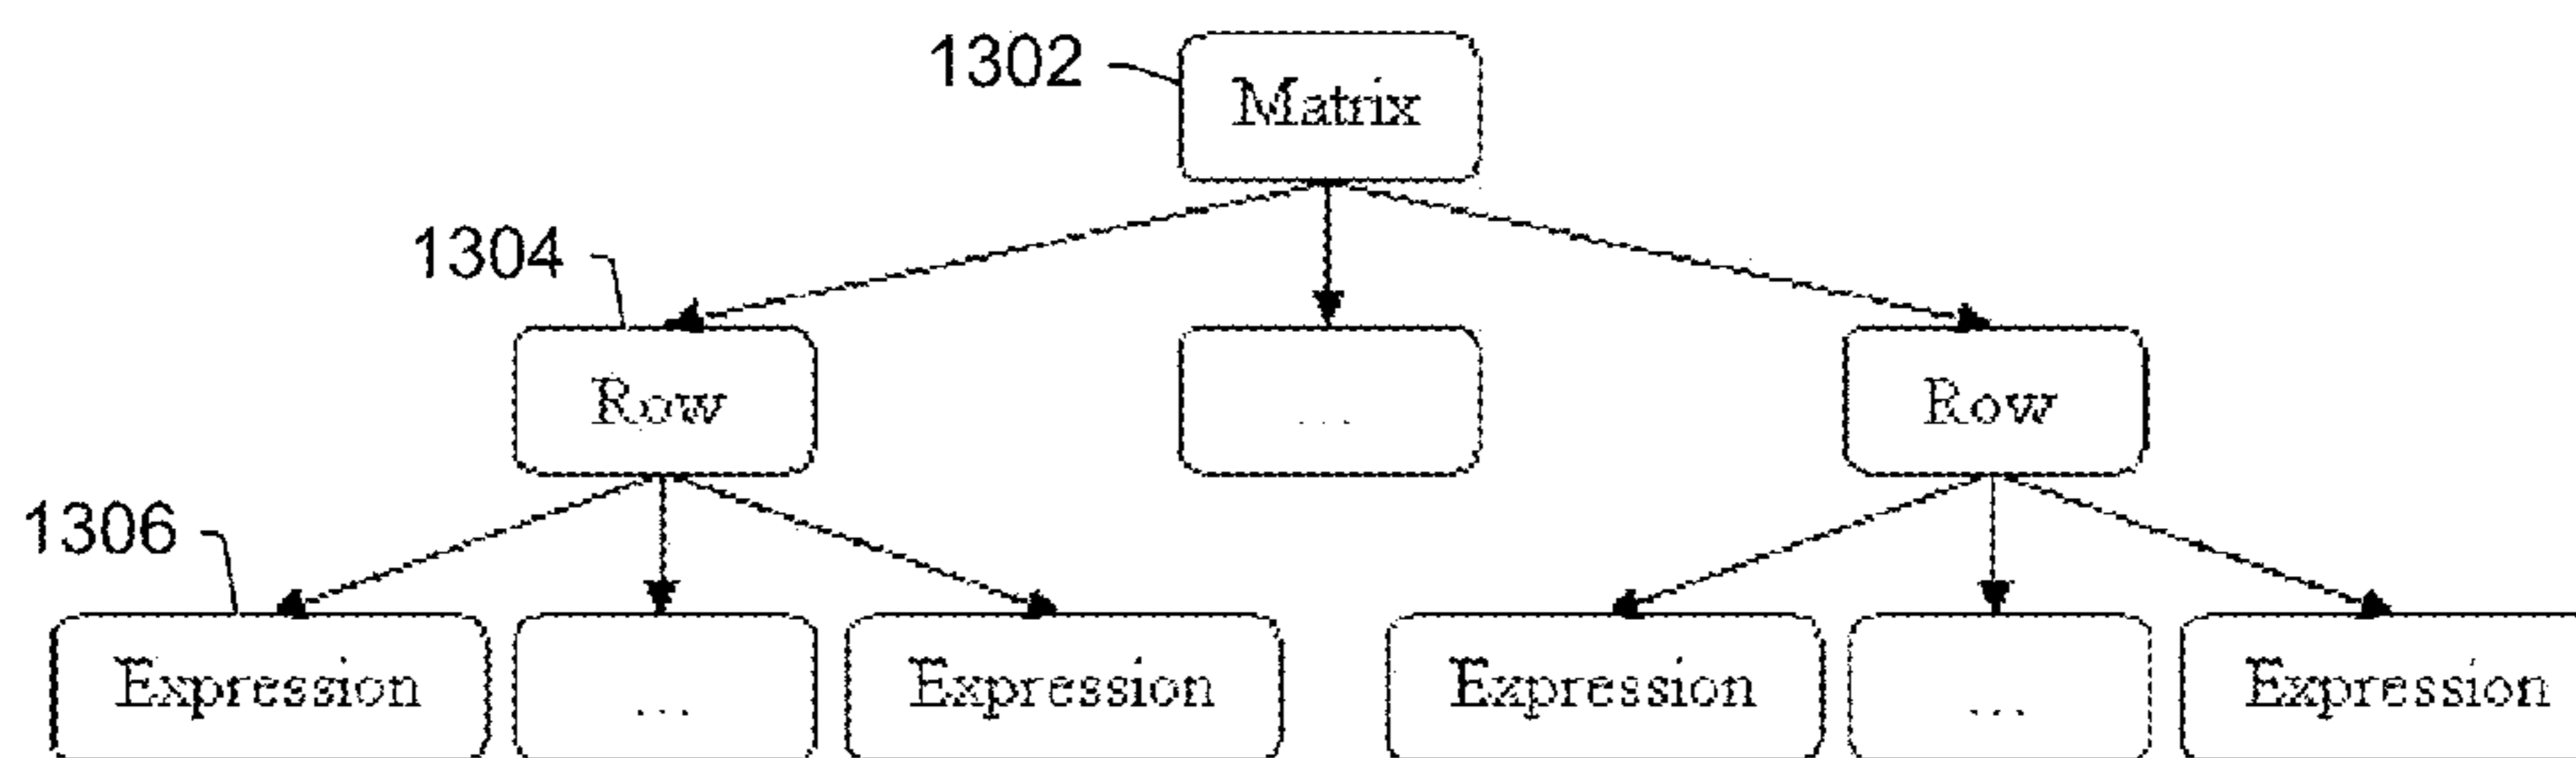 1302
Matrix
1304
Row
...
Row
1306
Expression
...
Expression
Expression
...
Expression